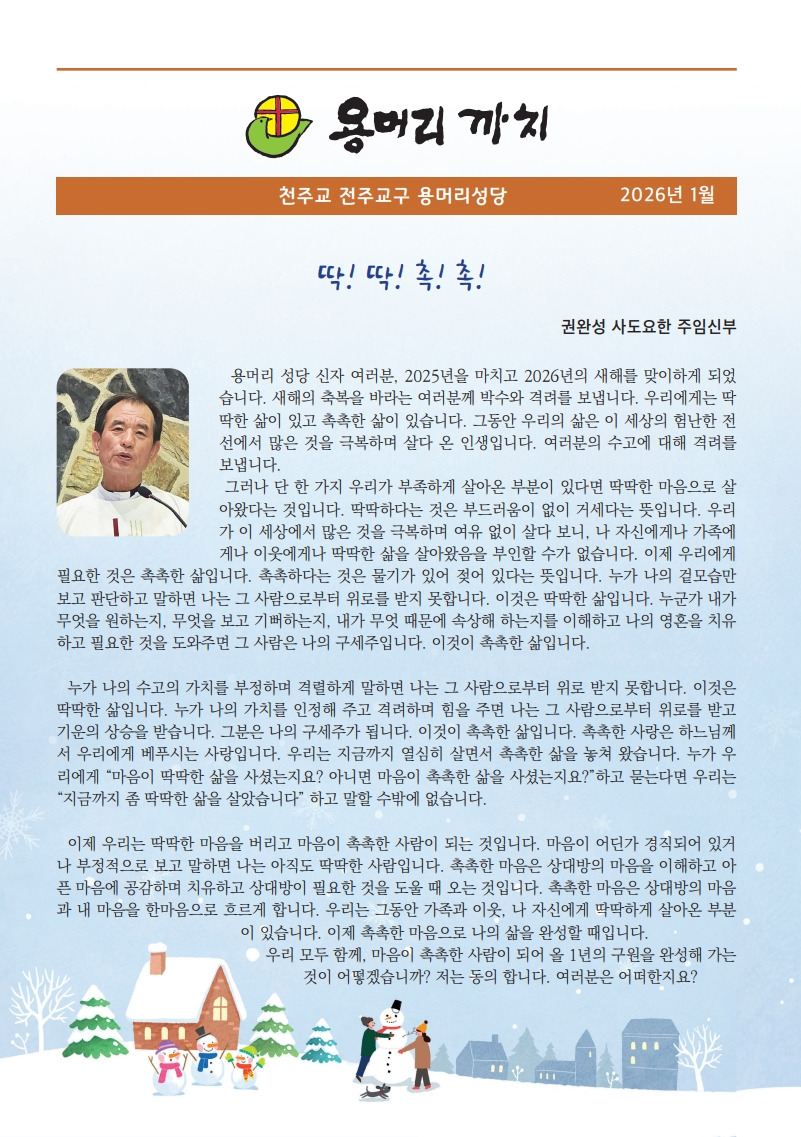 용머리 까치
천주교 전주교구 용머리성당 2026년 1월
딱! 딱! 촉! 촉!
권완성 사도요한 주임신부
용머리 성당 신자 여러분, 2025년을 마치고 2026년의 새해를 맞이하게 되었
습니다. 새해의 축복을 바라는 여러분께 박수와 격려를 보냅니다. 우리에게는 딱
딱한 삶이 있고 촉촉한 삶이 있습니다. 그동안 우리의 삶은 이 세상의 험난한 전
선에서 많은 것을 극복하며 살다 온 인생입니다. 여러분의 수고에 대해 격려를
보냅니다.
그러나 단 한 가지 우리가 부족하게 살아온 부분이 있다면 딱딱한 마음으로 살
아왔다는 것입니다. 딱딱하다는 것은 부드러움이 없이 거세다는 뜻입니다. 우리
가 이 세상에서 많은 것을 극복하며 여유 없이 살다 보니, 나 자신에게나 가족에
게나 이웃에게나 딱딱한 삶을 살아왔음을 부인할 수가 없습니다. 이제 우리에게
필요한 것은 촉촉한 삶입니다. 촉촉하다는 것은 물기가 있어 젖어 있다는 뜻입니다. 누가 나의 겉모습만
보고 판단하고 말하면 나는 그 사람으로부터 위로를 받지 못합니다. 이것은 딱딱한 삶입니다. 누군가 내가
무엇을 원하는지, 무엇을 보고 기뻐하는지, 내가 무엇 때문에 속상해 하는지를 이해하고 나의 영혼을 치유
하고 필요한 것을 도와주면 그 사람은 나의 구세주입니다. 이것이 촉촉한 삶입니다.
누가 나의 수고의 가치를 부정하며 격렬하게 말하면 나는 그 사람으로부터 위로 받지 못합니다. 이것은
딱딱한 삶입니다. 누가 나의 가치를 인정해 주고 격려하며 힘을 주면 나는 그 사람으로부터 위로를 받고
기운의 상승을 받습니다. 그분은 나의 구세주가 됩니다. 이것이 촉촉한 삶입니다. 촉촉한 사랑은 하느님께
서 우리에게 베푸시는 사랑입니다. 우리는 지금까지 열심히 살면서 촉촉한 삶을 놓쳐 왔습니다. 누가 우
리에게 “마음이 딱딱한 삶을 사셨는지요? 아니면 마음이 촉촉한 삶을 사셨는지요?”하고 묻는다면 우리는
“지금까지 좀 딱딱한 삶을 살았습니다” 하고 말할 수밖에 없습니다.
이제 우리는 딱딱한 마음을 버리고 마음이 촉촉한 사람이 되는 것입니다. 마음이 어딘가 경직되어 있거
나 부정적으로 보고 말하면 나는 아직도 딱딱한 사람입니다. 촉촉한 마음은 상대방의 마음을 이해하고 아
픈 마음에 공감하며 치유하고 상대방이 필요한 것을 도울 때 오는 것입니다. 촉촉한 마음은 상대방의 마음
과 내 마음을 한마음으로 흐르게 합니다. 우리는 그동안 가족과 이웃, 나 자신에게 딱딱하게 살아온 부분
이 있습니다. 이제 촉촉한 마음으로 나의 삶을 완성할 때입니다.
우리 모두 함께, 마음이 촉촉한 사람이 되어 올 1년의 구원을 완성해 가는
것이 어떻겠습니까? 저는 동의 합니다. 여러분은 어떠한지요?